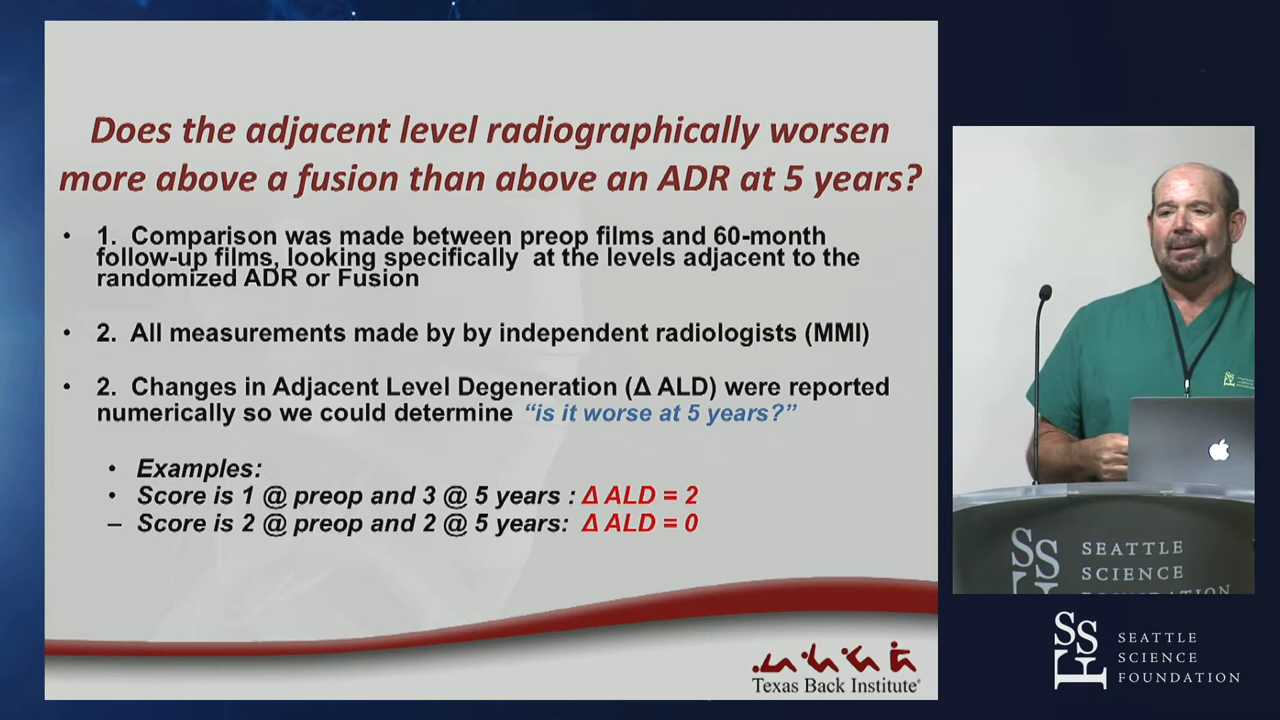 Does the adjacent level radiographically worsen
more above a fusion than above an ADR at 5 years?
• 1. Comparison was made between preop films and 60-month
follow-up films, looking specifically at the levels adjacent to the
randomized ADR or Fusion
• 2. All measurements made by by independent radiologists (MMI)
• 2. Changes in Adjacent Level Degeneration (Δ ALD) were reported
numerically so we could determine “is it worse at 5 years?”
• Examples:
• Score is 1 @ preop and 3 @ 5 years : Δ ALD = 2
– Score is 2 @ preop and 2 @ 5 years: Δ ALD = 0
Texas Back Institute
SSF
SEATTLE
SCIENCE
FOUNDATION
SSF
SEATTLE
SCIENCE
FOUNDATION